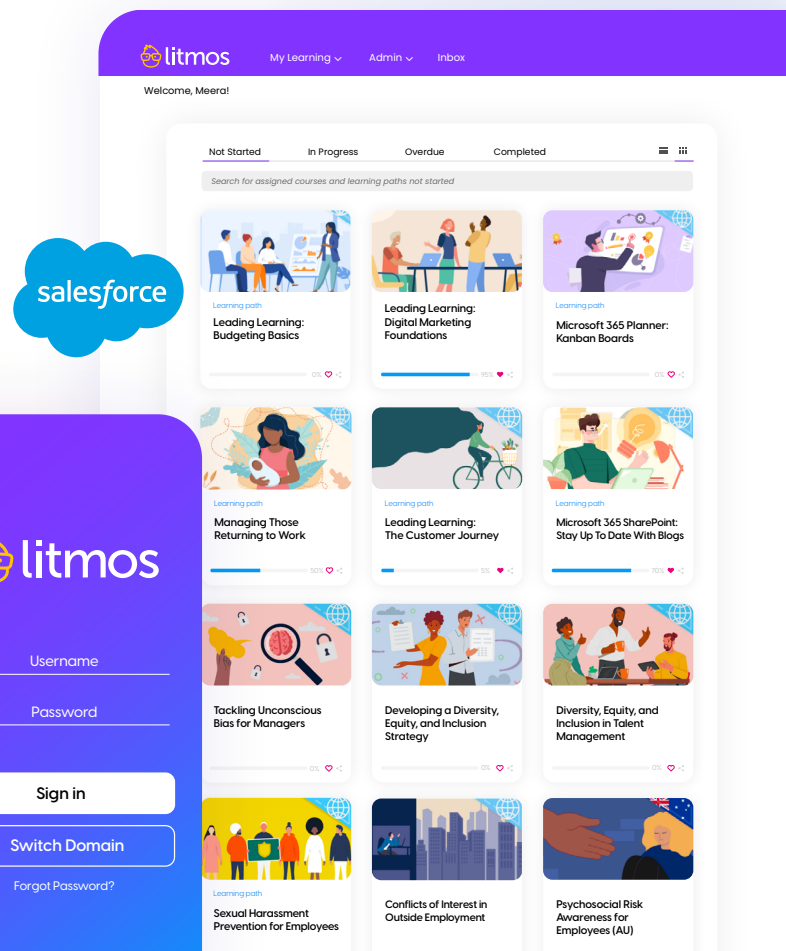 litmos
My Learning
Admin
Inbox
Welcome, Meera!
Not Started
In Progress
Overdue
Completed
Search for assigned courses and learning paths not started
salesforce
Learning path
Leading Learning:
Budgeting Basics
0%
Leading Learning:
Digital Marketing
Foundations
95%
Learning path
Microsoft 365 Planner:
Kanban Boards
0%
Learning path
Managing Those
Returning to Work
50%
Learning path
Leading Learning:
The Customer Journey
5%
Learning path
Microsoft 365 SharePoint:
Stay Up To Date With Blogs
70%
Tackling Unconscious
Bias for Managers
0%
Developing a Diversity,
Equity, and Inclusion
Strategy
0%
Diversity, Equity, and
Inclusion in Talent
Management
0%
Learning path
Sexual Harassment
Prevention for Employees
Conflicts of Interest in
Outside Employment
Psychosocial Risk
Awareness for
Employees (AU)
litmos
Username
Password
Sign in
Switch Domain
Forgot Password?